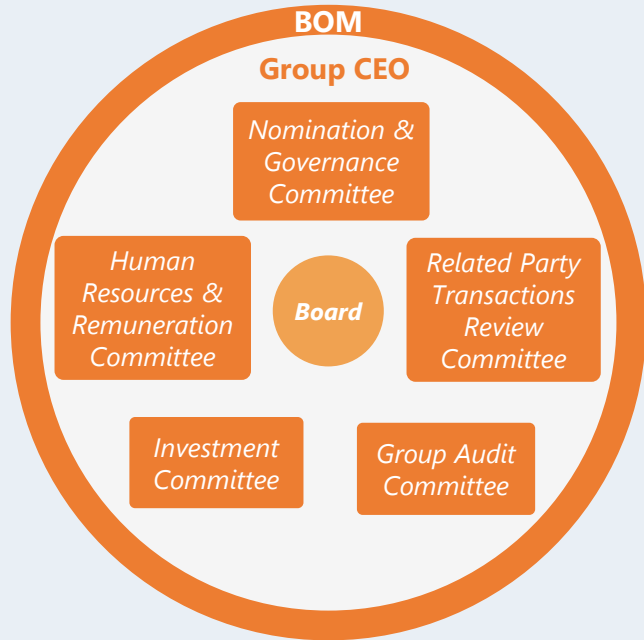 BOM
Group CEO
Nomination &
Governance
Committee
Human
Resources &
Remuneration
Committee
Board
Related Party
Transactions
Review
Committee
Investment
Committee
Group Audit
Committee